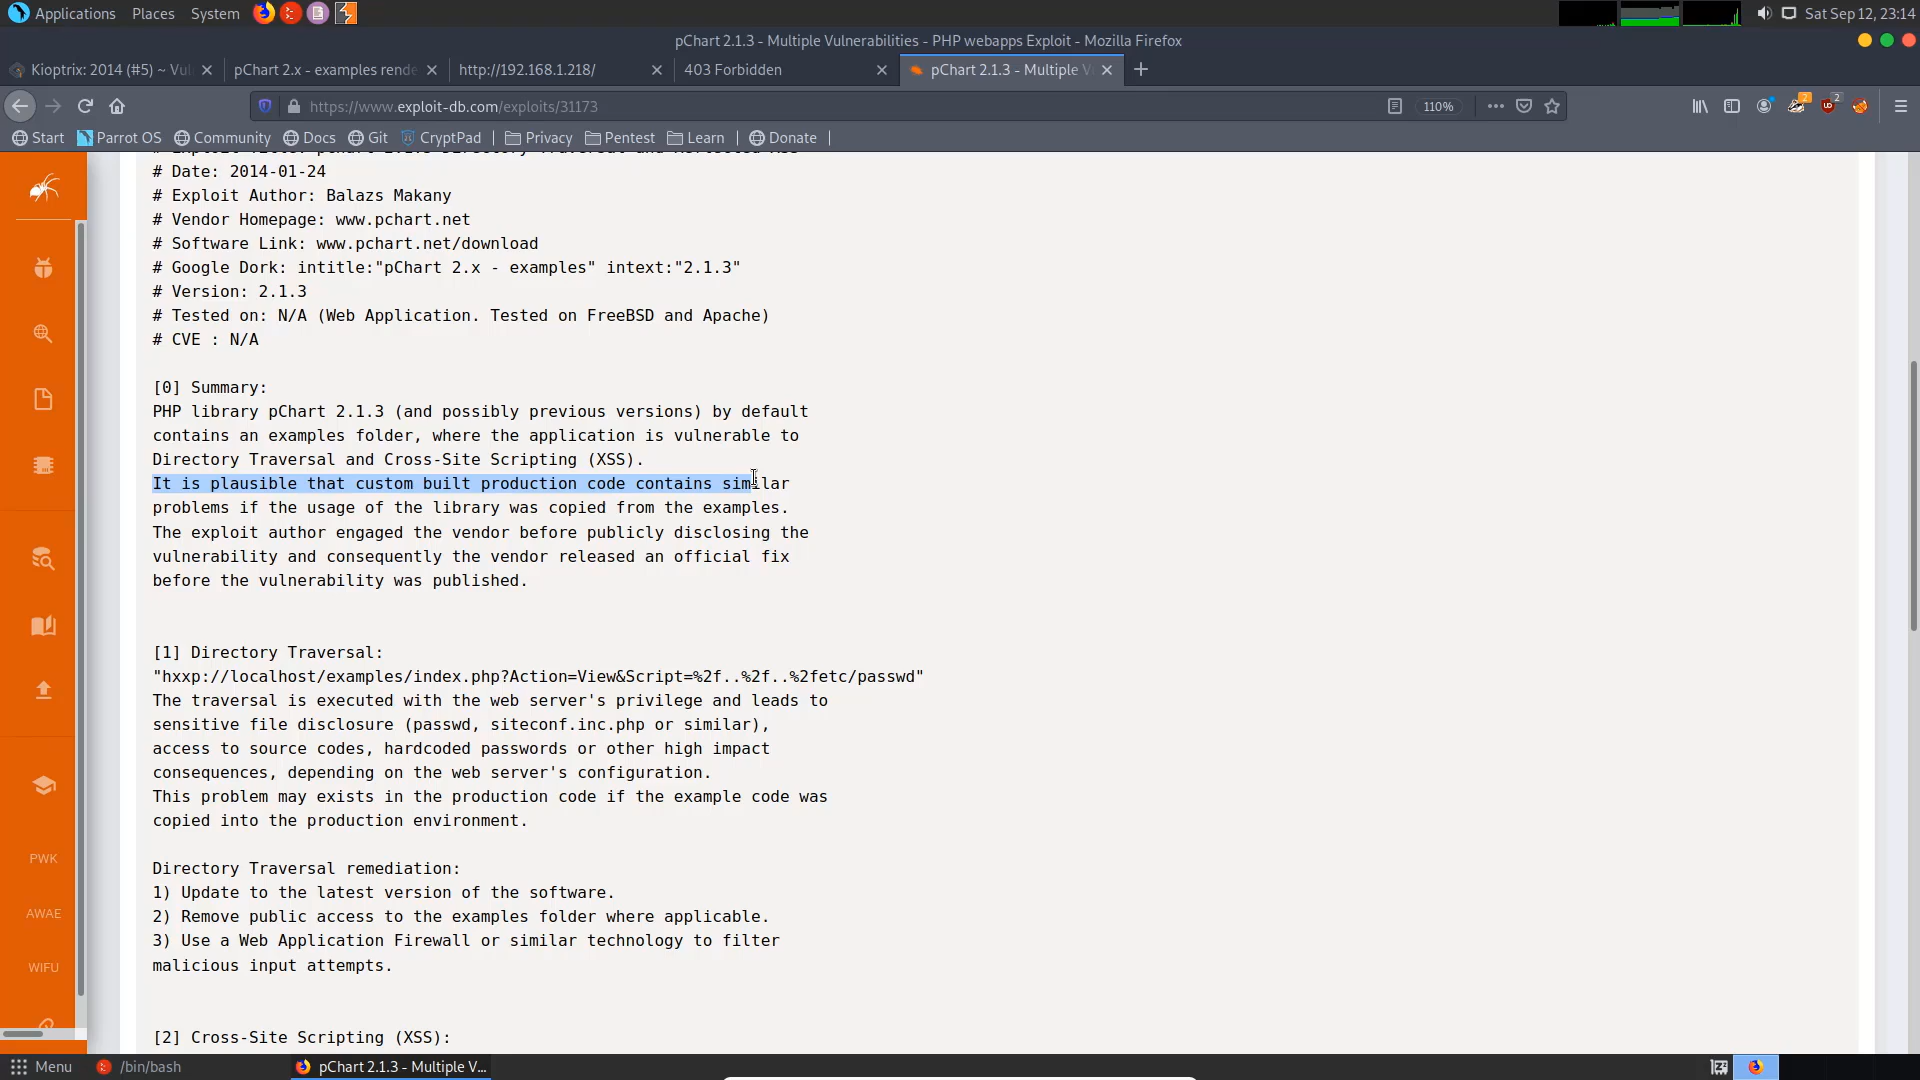 Applications Places System Sat Sep 12, 23:14
pChart 2.1.3 - Multiple Vulnerabilities - PHP webapps Exploit - Mozilla Firefox
Kioptrix: 2014 (#5) ~ Vul pChart 2.x - examples rende http://192.168.1.218/ 403 Forbidden pChart 2.1.3 - Multiple V
https://www.exploit-db.com/exploits/31173 110%
Start Parrot OS Community Docs Git CryptPad Privacy Pentest Learn Donate
# Date: 2014-01-24
# Exploit Author: Balazs Makany
# Vendor Homepage: www.pchart.net
# Software Link: www.pchart.net/download
# Google Dork: intitle:"pChart 2.x - examples" intext:"2.1.3"
# Version: 2.1.3
# Tested on: N/A (Web Application. Tested on FreeBSD and Apache)
# CVE : N/A
[0] Summary:
PHP library pChart 2.1.3 (and possibly previous versions) by default
contains an examples folder, where the application is vulnerable to
Directory Traversal and Cross-Site Scripting (XSS).
It is plausible that custom built production code contains similar
problems if the usage of the library was copied from the examples.
The exploit author engaged the vendor before publicly disclosing the
vulnerability and consequently the vendor released an official fix
before the vulnerability was published.
[1] Directory Traversal:
"hxxp://localhost/examples/index.php?Action=View&Script=%2f..%2f..%2fetc/passwd"
The traversal is executed with the web server's privilege and leads to
sensitive file disclosure (passwd, siteconf.inc.php or similar),
access to source codes, hardcoded passwords or other high impact
consequences, depending on the web server's configuration.
This problem may exists in the production code if the example code was
copied into the production environment.
Directory Traversal remediation:
1) Update to the latest version of the software.
2) Remove public access to the examples folder where applicable.
3) Use a Web Application Firewall or similar technology to filter
malicious input attempts.
[2] Cross-Site Scripting (XSS):
PWK
AWAE
WIFU
Menu /bin/bash pChart 2.1.3 - Multiple V...